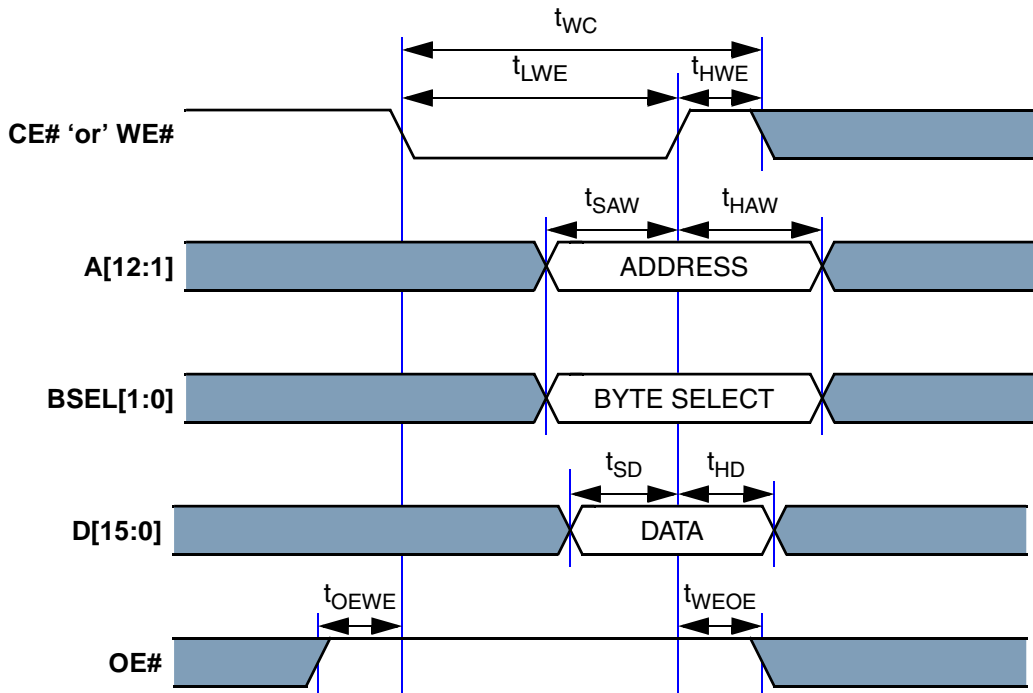 tWC
tLWE tHWE
CE# ‘or’ WE#
tSAW tHAW
A[12:1] ADDRESS
BSEL[1:0] BYTE SELECT
tSD tHD
D[15:0] DATA
tOEWE tWEOE
OE#